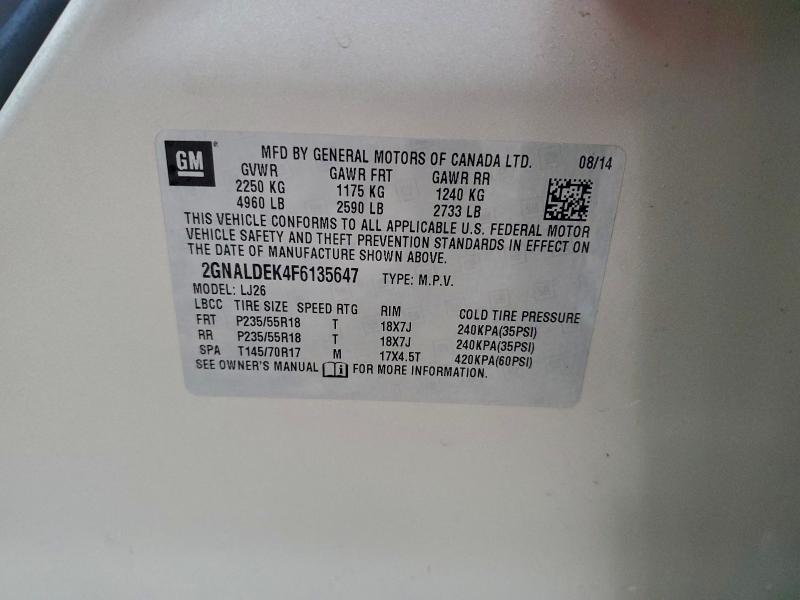 GM MFD BY GENERAL MOTORS OF CANADA LTD. 08/14
GVWR GAWR FRT GAWR RR
2250 KG 1175 KG 1240 KG
4960 LB 2590 LB 2733 LB
THIS VEHICLE CONFORMS TO ALL APPLICABLE U.S. FEDERAL MOTOR
VEHICLE SAFETY AND THEFT PREVENTION STANDARDS IN EFFECT ON
THE DATE OF MANUFACTURE SHOWN ABOVE.
2GNALDEK4F6135647 TYPE: M.P.V.
MODEL: LJ26
LBCC TIRE SIZE SPEED RTG RIM COLD TIRE PRESSURE
FRT P235/55R18 T 18X7J 240KPA(35PSI)
RR P235/55R18 T 18X7J 240KPA(35PSI)
SPA T145/70R17 M 17X4.5T 420KPA(60PSI)
SEE OWNER'S MANUAL i FOR MORE INFORMATION.